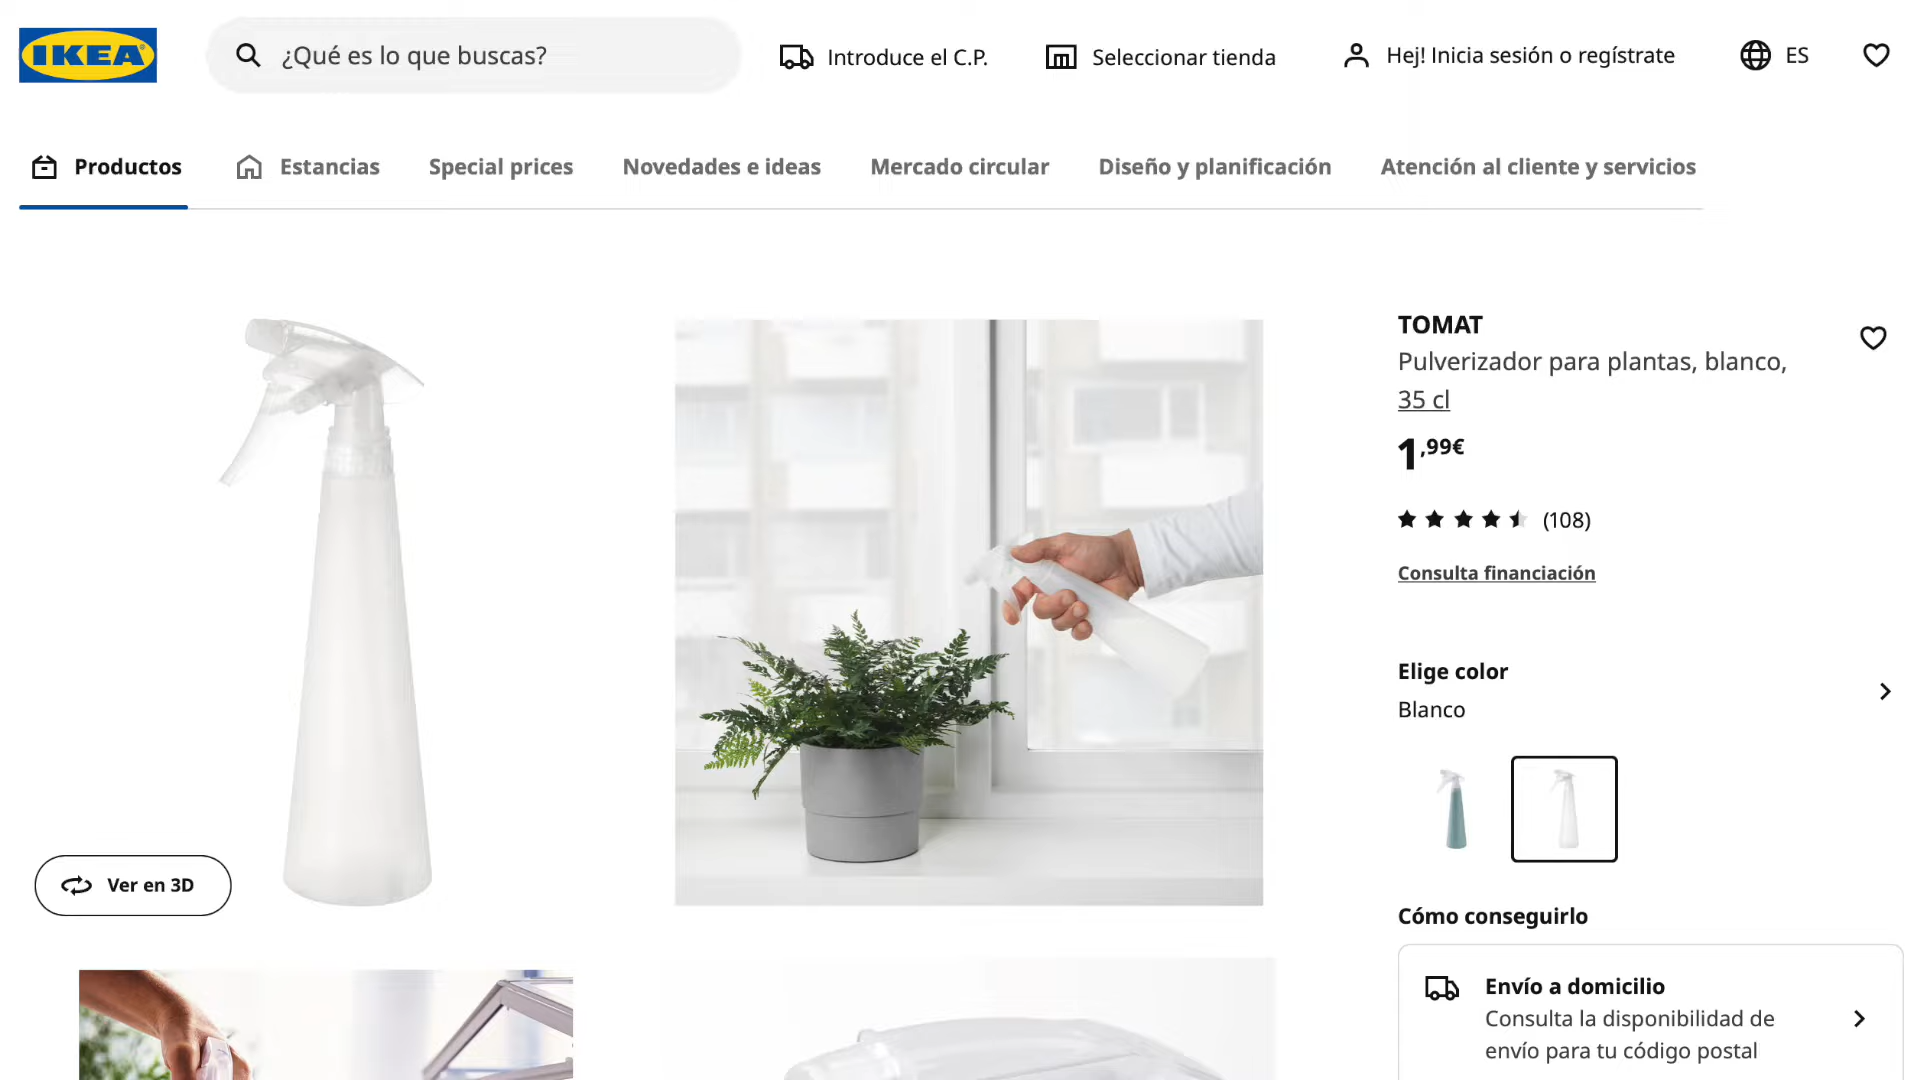 IKEA
¿Qué es lo que buscas?
Introduce el C.P.
Seleccionar tienda
Hej! Inicia sesión o regístrate
ES
Productos
Estancias
Special prices
Novedades e ideas
Mercado circular
Diseño y planificación
Atención al cliente y servicios
TOMAT
Pulverizador para plantas, blanco,
35 cl
1,99€
(108)
Consulta financiación
Elige color
Blanco
Ver en 3D
Cómo conseguirlo
Envío a domicilio
Consulta la disponibilidad de
envío para tu código postal